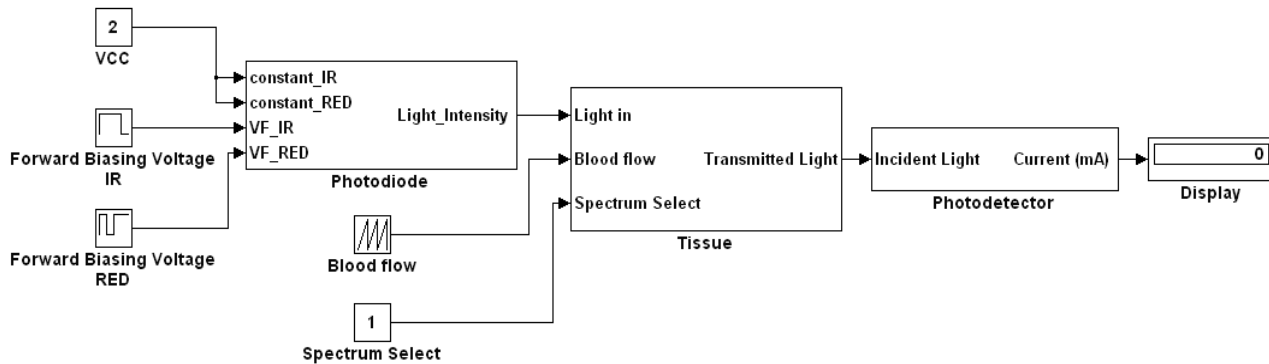 2
VCC
constant_IR
constant_RED
VF_IR
VF_RED
Light_Intensity
Photodiode
Forward Biasing Voltage
IR
Forward Biasing Voltage
RED
Blood flow
1
Spectrum Select
Light in
Blood flow
Spectrum Select
Transmitted Light
Tissue
Incident Light
Current (mA)
Photodetector
0
Display